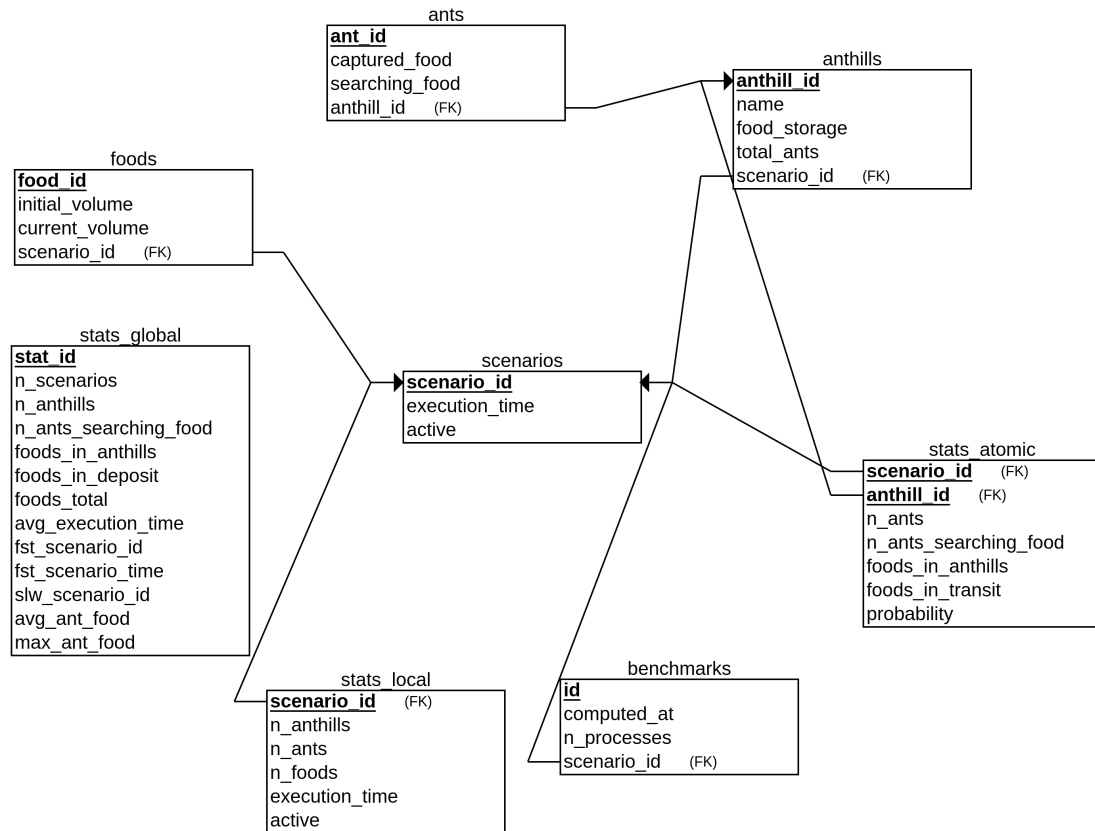 ants
ant_id
captured_food
searching_food
anthill_id (FK)
anthills
anthill_id
name
food_storage
total_ants
scenario_id (FK)
foods
food_id
initial_volume
current_volume
scenario_id (FK)
stats_global
stat_id
n_scenarios
n_anthills
n_ants_searching_food
foods_in_anthills
foods_in_deposit
foods_total
avg_execution_time
fst_scenario_id
fst_scenario_time
slw_scenario_id
avg_ant_food
max_ant_food
scenarios
scenario_id
execution_time
active
stats_atomic
scenario_id (FK)
anthill_id (FK)
n_ants
n_ants_searching_food
foods_in_anthills
foods_in_transit
probability
stats_local
scenario_id (FK)
n_anthills
n_ants
n_foods
execution_time
active
benchmarks
id
computed_at
n_processes
scenario_id (FK)